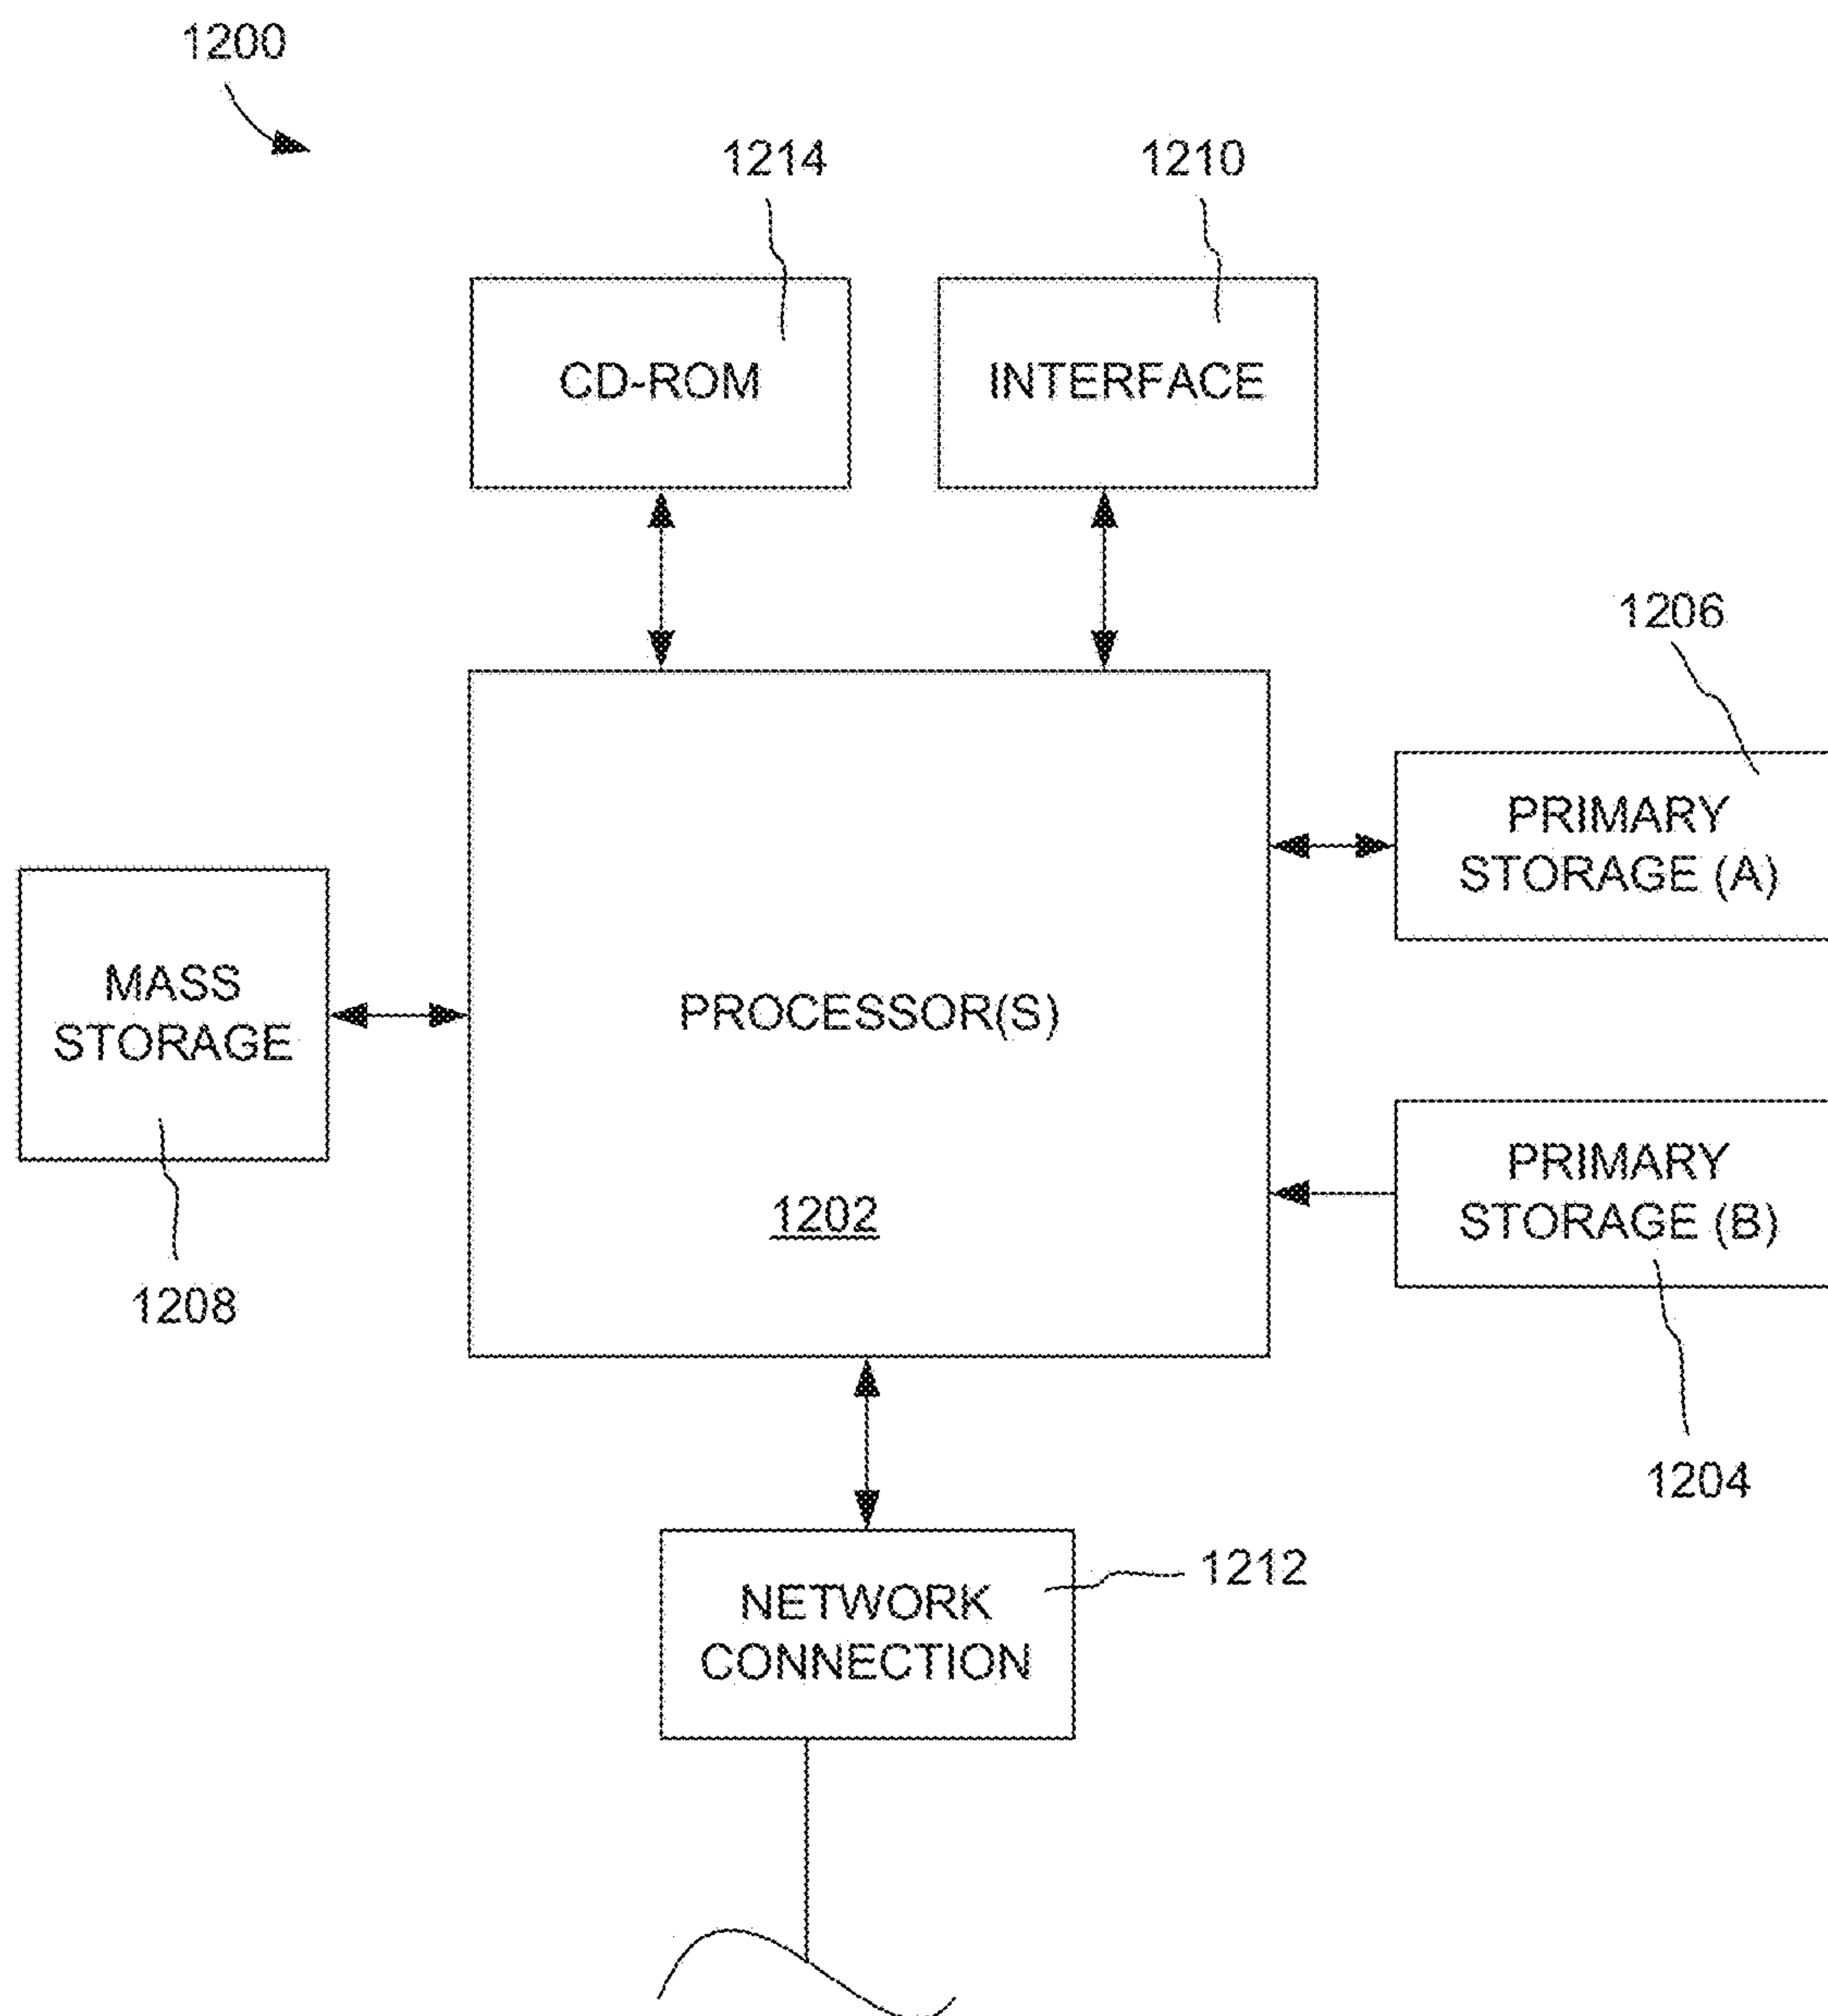 1200
1214
1210
CD-ROM
INTERFACE
1206
PRIMARY
STORAGE (A)
MASS
STORAGE
PROCESSOR(S)
PRIMARY
STORAGE (B)
1202
1208
1204
1212
NETWORK
CONNECTION